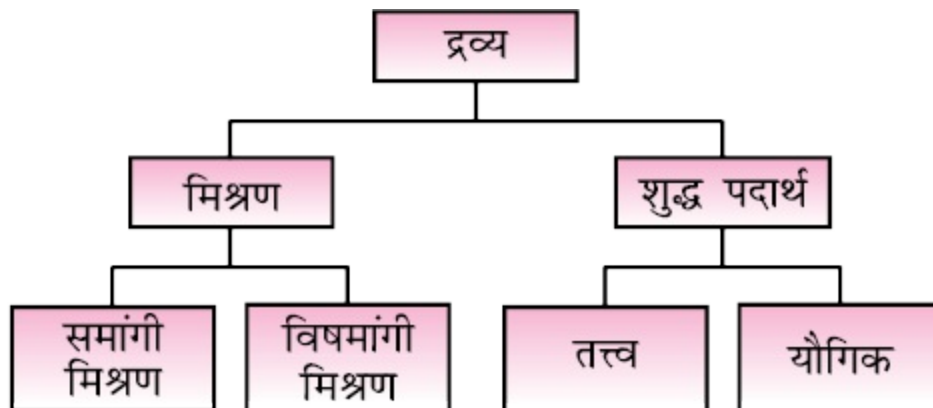 द्रव्य
मिश्रण
शुद्ध पदार्थ
समांगी
मिश्रण
विषमांगी
मिश्रण
तत्त्व
यौगिक